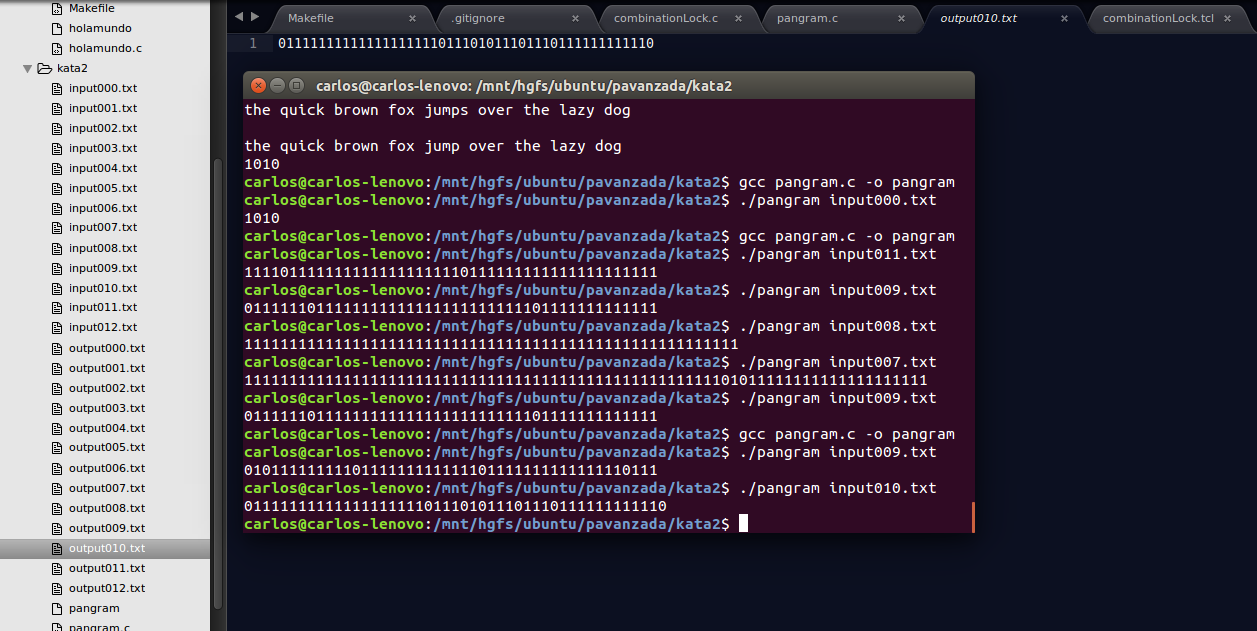 Makefile
holamundo
holamundo.c
kata2
input000.txt
input001.txt
input002.txt
input003.txt
input004.txt
input005.txt
input006.txt
input007.txt
input008.txt
input009.txt
input010.txt
input011.txt
input012.txt
output000.txt
output001.txt
output002.txt
output003.txt
output004.txt
output005.txt
output006.txt
output007.txt
output008.txt
output009.txt
output010.txt
output011.txt
output012.txt
pangram
pangram.c
Makefile × .gitignore × combinationLock.c × pangram.c × output010.txt × combinationLock.tcl ×
1 01111111111111111111011101011101110111111111110
carlos@carlos-lenovo: /mnt/hgfs/ubuntu/pavanzada/kata2
the quick brown fox jumps over the lazy dog
the quick brown fox jump over the lazy dog
1010
carlos@carlos-lenovo:/mnt/hgfs/ubuntu/pavanzada/kata2$ gcc pangram.c -o pangram
carlos@carlos-lenovo:/mnt/hgfs/ubuntu/pavanzada/kata2$ ./pangram input000.txt
1010
carlos@carlos-lenovo:/mnt/hgfs/ubuntu/pavanzada/kata2$ gcc pangram.c -o pangram
carlos@carlos-lenovo:/mnt/hgfs/ubuntu/pavanzada/kata2$ ./pangram input011.txt
1111011111111111111111110111111111111111111111
carlos@carlos-lenovo:/mnt/hgfs/ubuntu/pavanzada/kata2$ ./pangram input009.txt
0111111011111111111111111111111101111111111111
carlos@carlos-lenovo:/mnt/hgfs/ubuntu/pavanzada/kata2$ ./pangram input008.txt
1111111111111111111111111111111111111111111111111111111
carlos@carlos-lenovo:/mnt/hgfs/ubuntu/pavanzada/kata2$ ./pangram input007.txt
1111111111111111111111111111111111111111111111111111110101111111111111111111
carlos@carlos-lenovo:/mnt/hgfs/ubuntu/pavanzada/kata2$ ./pangram input009.txt
0111111011111111111111111111111101111111111111
carlos@carlos-lenovo:/mnt/hgfs/ubuntu/pavanzada/kata2$ gcc pangram.c -o pangram
carlos@carlos-lenovo:/mnt/hgfs/ubuntu/pavanzada/kata2$ ./pangram input009.txt
0101111111110111111111111101111111111111110111
carlos@carlos-lenovo:/mnt/hgfs/ubuntu/pavanzada/kata2$ ./pangram input010.txt
01111111111111111111011101011101110111111111110
carlos@carlos-lenovo:/mnt/hgfs/ubuntu/pavanzada/kata2$